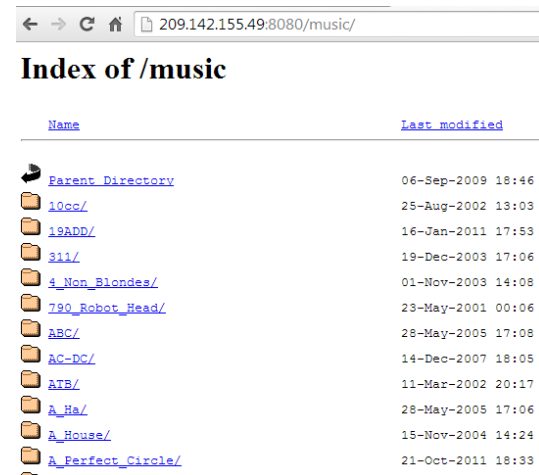 209.142.155.49:8080/music/
Index of /music
Name Last modified
Parent Directory 06-Sep-2009 18:46
10cc/ 25-Aug-2002 13:03
19ADD/ 16-Jan-2011 17:53
311/ 19-Dec-2003 17:06
4_Non_Blondes/ 01-Nov-2003 14:08
790_Robot_Head/ 23-May-2001 00:06
ABC/ 28-May-2005 17:08
AC-DC/ 14-Dec-2007 18:05
ATB/ 11-Mar-2002 20:17
A_Ha/ 28-May-2005 17:06
A_House/ 15-Nov-2004 14:24
A_Perfect_Circle/ 21-Oct-2011 18:33